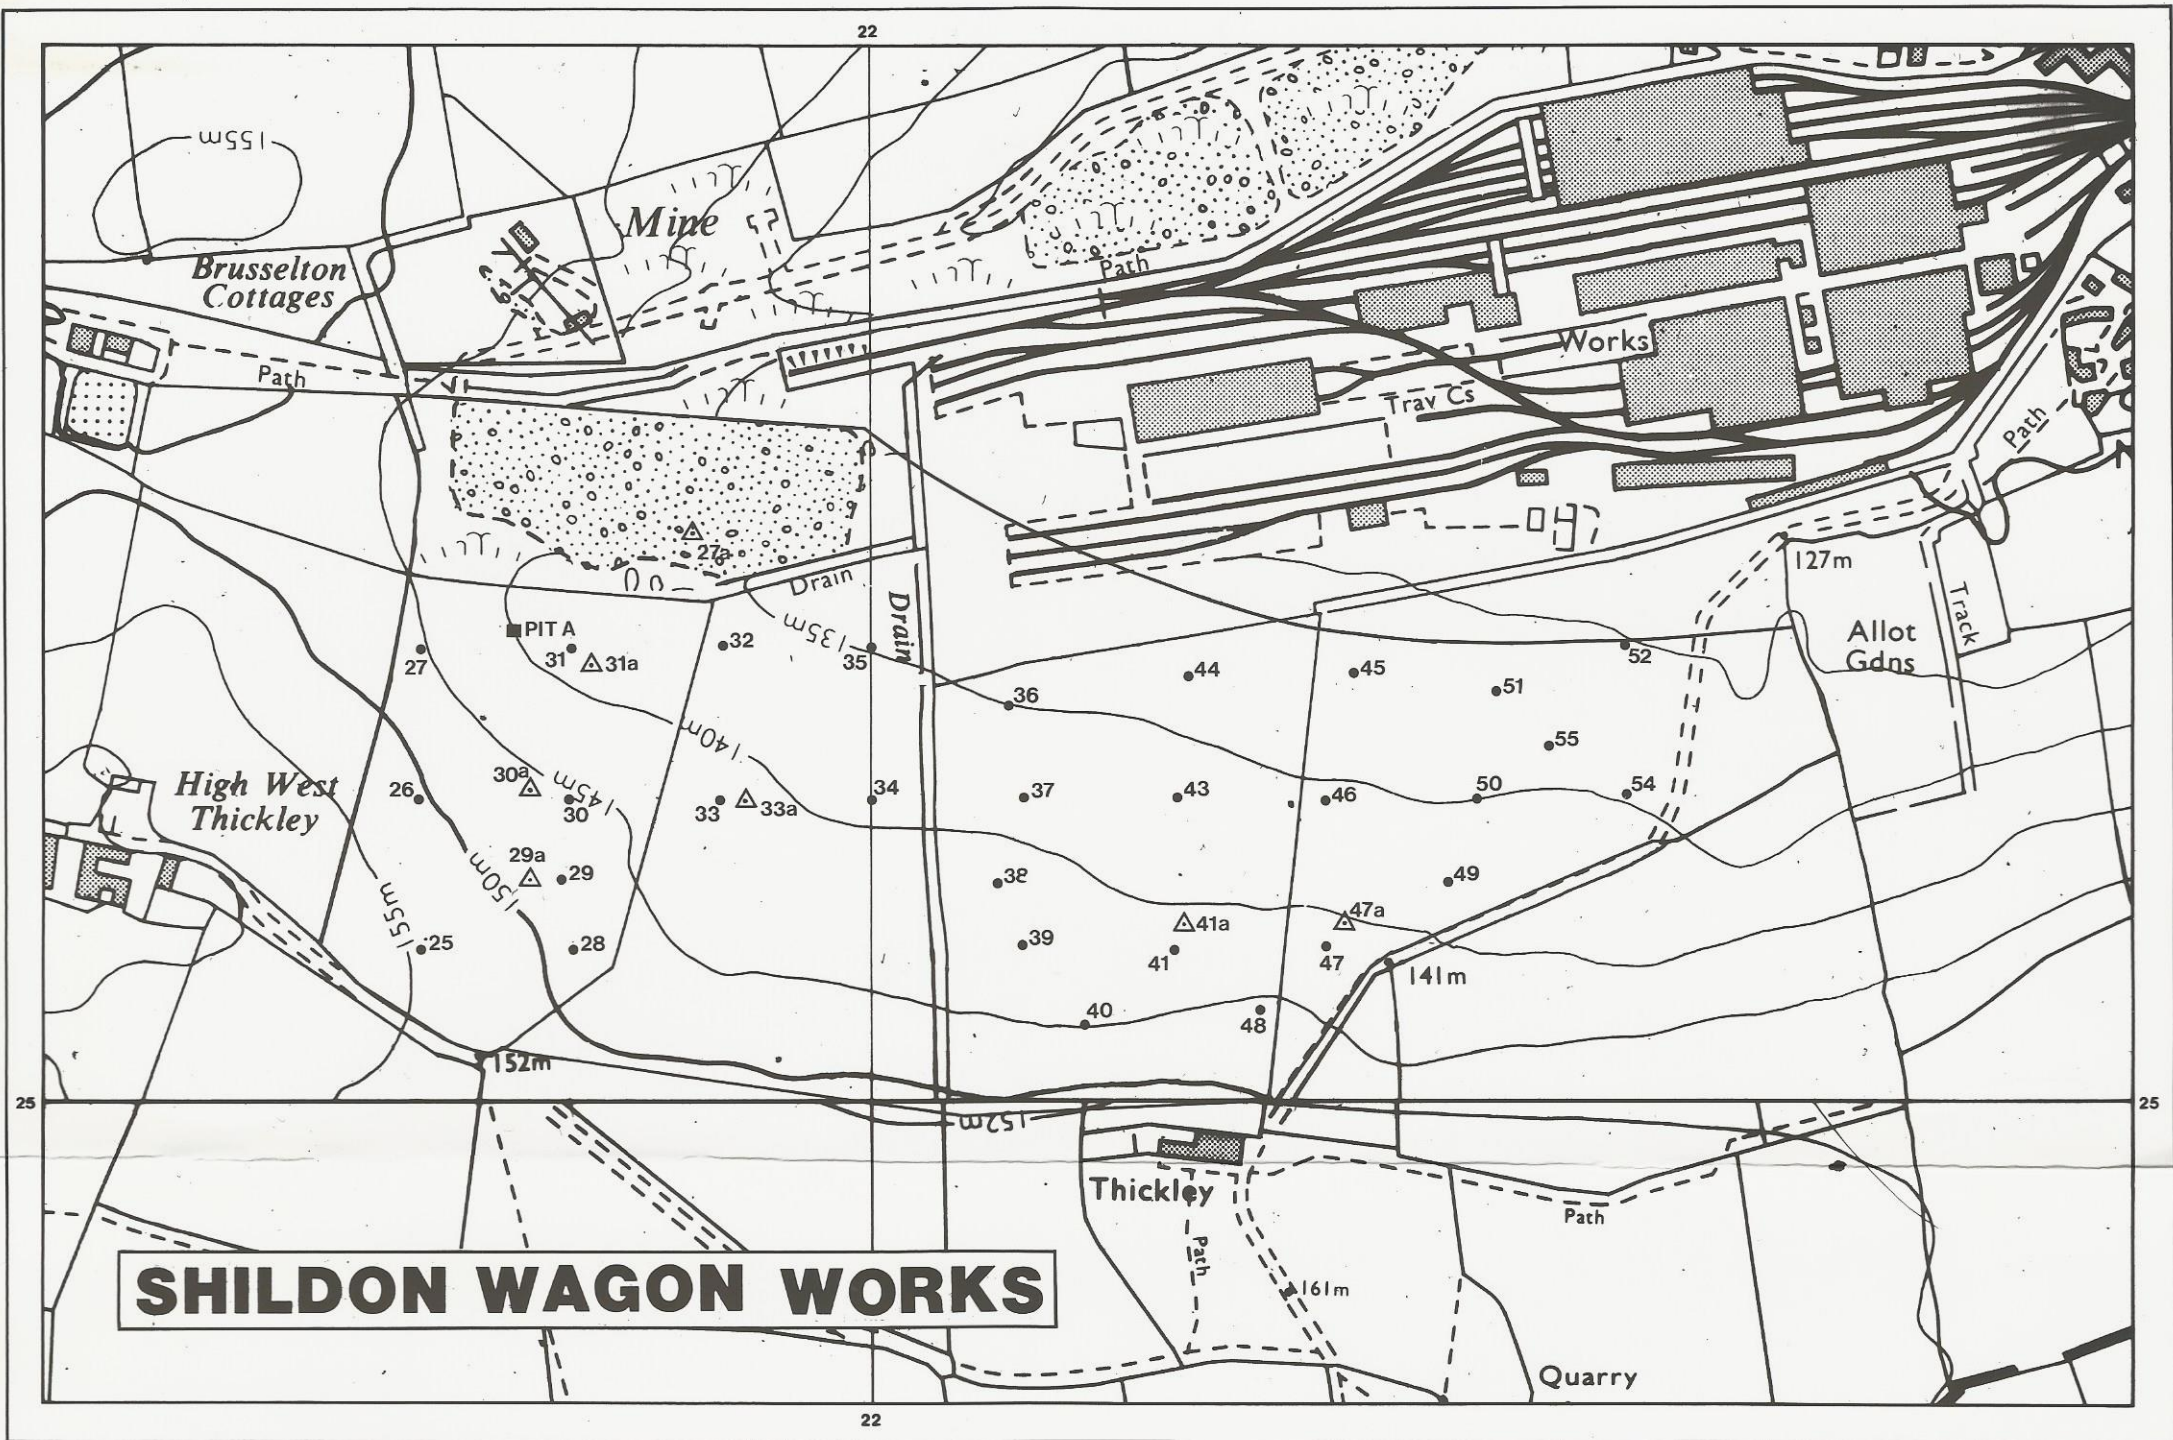 22
155m
Mine
Brusselton
Cottages
Path
Path
Works
Trav Cs
Path
27a
Drain
127m
Drain
Track
Allot
Gdns
PIT A
27
31
31a
32
135m
35
36
44
45
51
52
55
140m
High West
Thickley
26
30a
145m
30
33
33a
34
37
43
46
50
54
29a
29
150m
155m
38
49
25
28
39
41a
41
47a
47
141m
40
48
152m
25
25
152m
Thickley
Path
Path
161m
SHILDON WAGON WORKS
Quarry
22